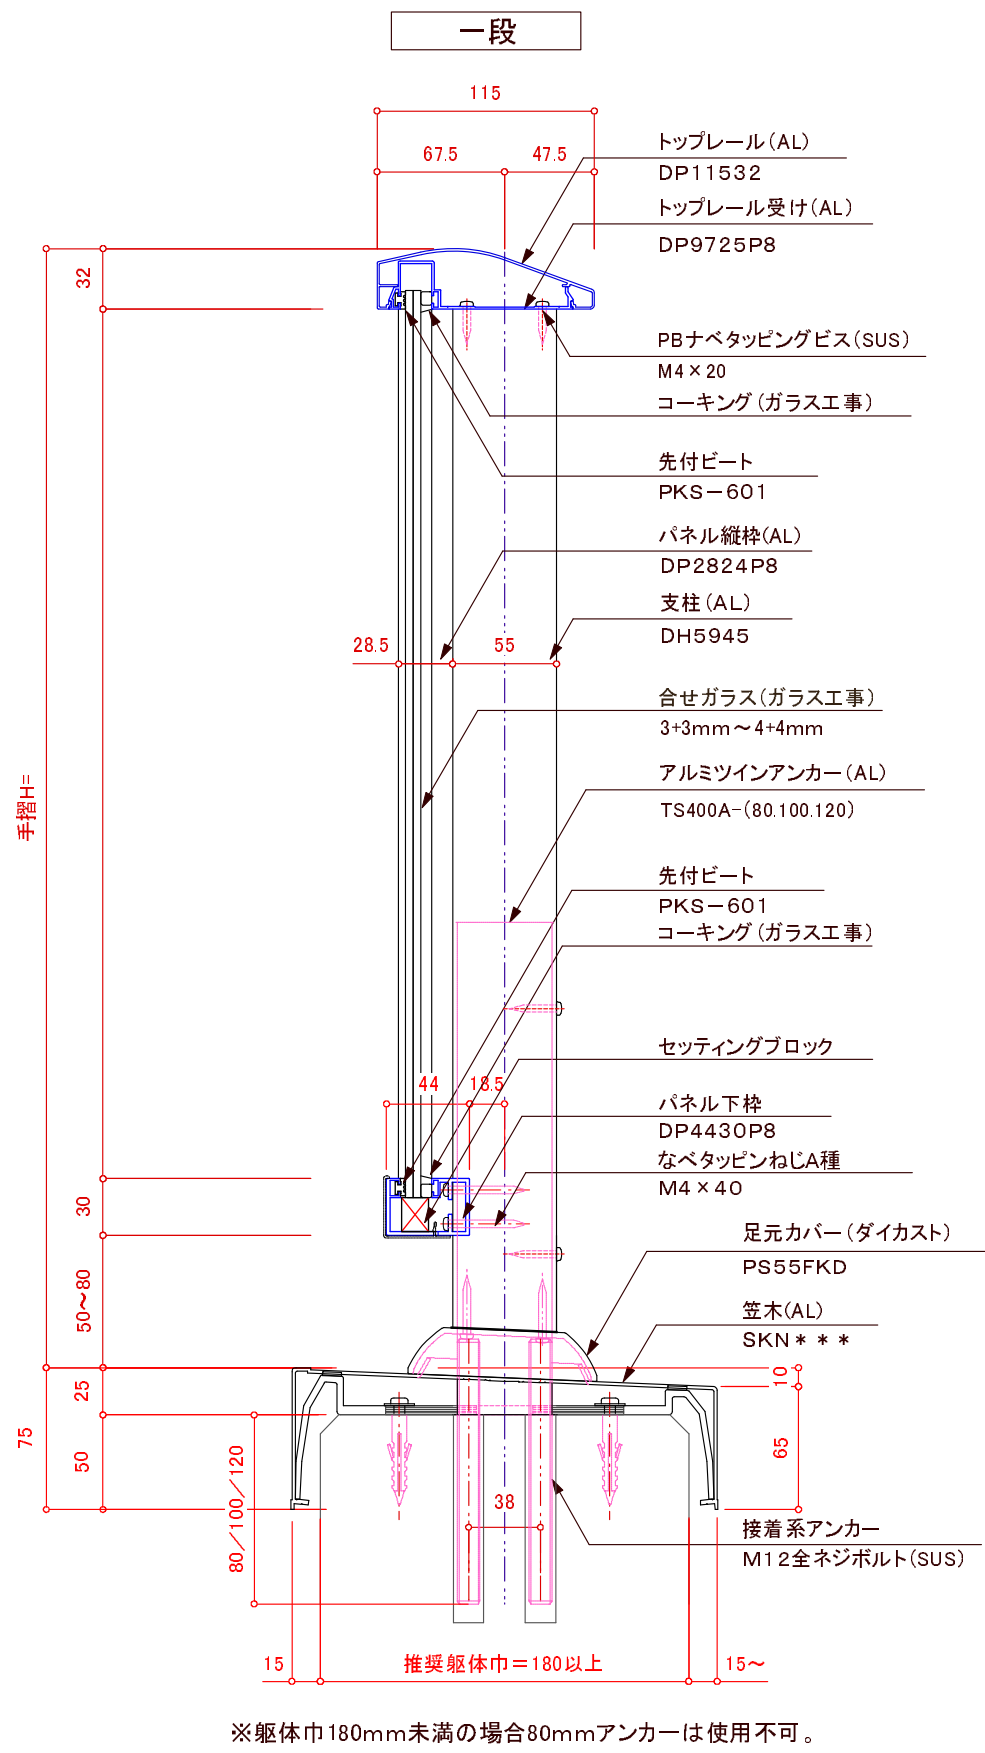 一段
115
67.5
47.5
トップレール(AL)
DP11532
トップレール受け(AL)
DP9725P8
32
PBナベタッピングビス(SUS)
M4×20
コーキング(ガラス工事)
先付ビート
PKS－601
パネル縦枠(AL)
DP2824P8
支柱(AL)
DH5945
28.5
55
合せガラス(ガラス工事)
3+3mm～4+4mm
手摺H=
アルミツインアンカー(AL)
TS400A-(80.100.120)
先付ビート
PKS－601
コーキング(ガラス工事)
セッティングブロック
44
18.5
パネル下枠
DP4430P8
なベタッピンねじA種
M4×40
30
足元カバー(ダイカスト)
PS55FKD
50～80
笠木(AL)
SKN＊＊＊
10
25
75
50
65
80/100/120
38
接着系アンカー
M12全ネジボルト(SUS)
15
推奨躯体巾＝180以上
15～
※躯体巾180mm未満の場合80mmアンカーは使用不可。